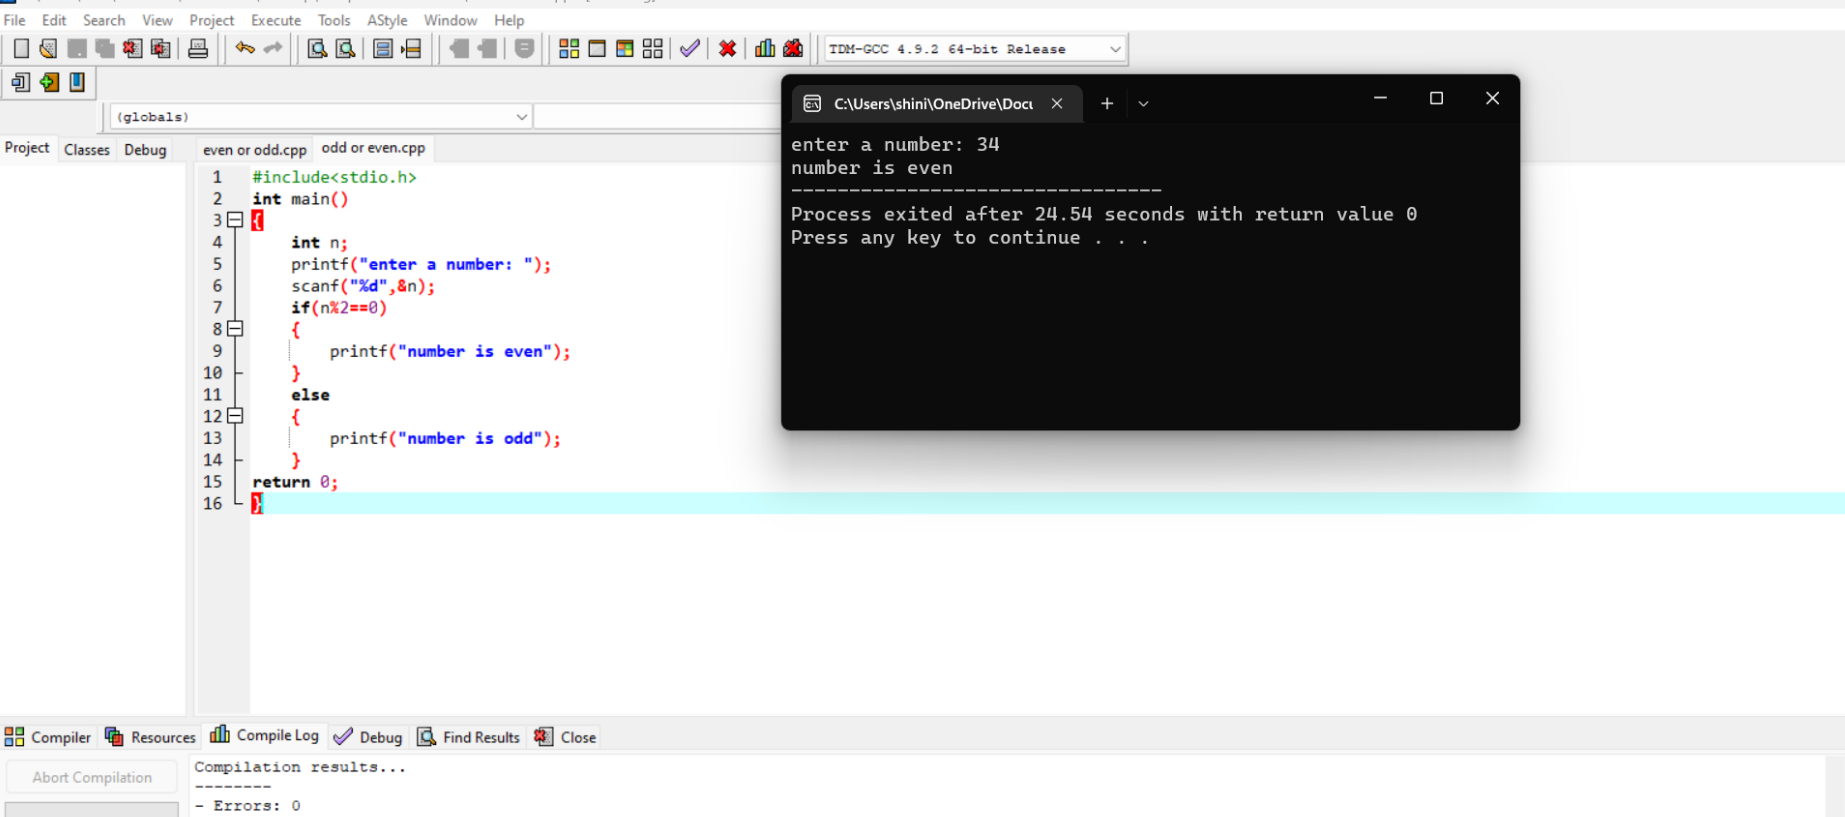 File Edit Search View Project Execute Tools AStyle Window Help
TDM-GCC 4.9.2 64-bit Release
(globals)
Project Classes Debug
even or odd.cpp odd or even.cpp
1 #include<stdio.h>
2 int main()
3 {
4 int n;
5 printf("enter a number: ");
6 scanf("%d",&n);
7 if(n%2==0)
8 {
9 printf("number is even");
10 }
11 else
12 {
13 printf("number is odd");
14 }
15 return 0;
16 }
C:\Users\shini\OneDrive\Docu
enter a number: 34
number is even
--------------------------------
Process exited after 24.54 seconds with return value 0
Press any key to continue . . .
Compiler Resources Compile Log Debug Find Results Close
Abort Compilation
Compilation results...
--------
- Errors: 0